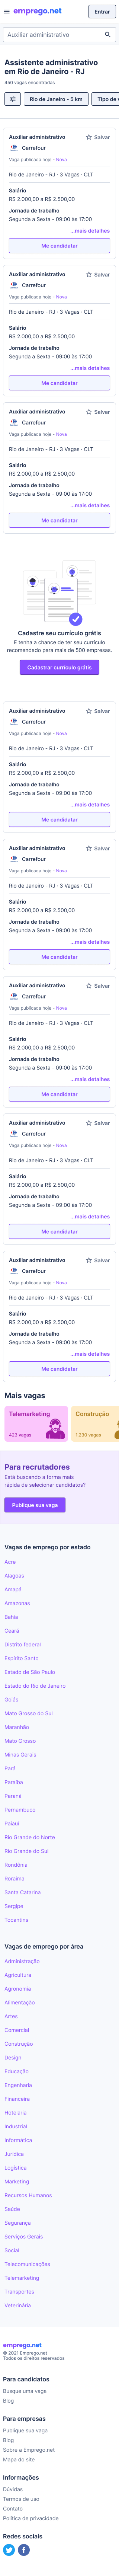 emprego.net
Entrar
Auxiliar administrativo
Assistente administrativo
em Rio de Janeiro - RJ
450 vagas encontradas
Rio de Janeiro - 5 km
Tipo de
Auxiliar administrativo
Salvar
Carrefour
Vaga publicada hoje - Nova
Rio de Janeiro - RJ · 3 Vagas · CLT
Salário
R$ 2.000,00 a R$ 2.500,00
Jornada de trabalho
Segunda a Sexta - 09:00 às 17:00
...mais detalhes
Me candidatar
Auxiliar administrativo
Salvar
Carrefour
Vaga publicada hoje - Nova
Rio de Janeiro - RJ · 3 Vagas · CLT
Salário
R$ 2.000,00 a R$ 2.500,00
Jornada de trabalho
Segunda a Sexta - 09:00 às 17:00
...mais detalhes
Me candidatar
Auxiliar administrativo
Salvar
Carrefour
Vaga publicada hoje - Nova
Rio de Janeiro - RJ · 3 Vagas · CLT
Salário
R$ 2.000,00 a R$ 2.500,00
Jornada de trabalho
Segunda a Sexta - 09:00 às 17:00
...mais detalhes
Me candidatar
Cadastre seu currículo grátis
E tenha a chance de ter seu currículo
recomendado para mais de 500 empresas.
Cadastrar currículo grátis
Auxiliar administrativo
Salvar
Carrefour
Vaga publicada hoje - Nova
Rio de Janeiro - RJ · 3 Vagas · CLT
Salário
R$ 2.000,00 a R$ 2.500,00
Jornada de trabalho
Segunda a Sexta - 09:00 às 17:00
...mais detalhes
Me candidatar
Auxiliar administrativo
Salvar
Carrefour
Vaga publicada hoje - Nova
Rio de Janeiro - RJ · 3 Vagas · CLT
Salário
R$ 2.000,00 a R$ 2.500,00
Jornada de trabalho
Segunda a Sexta - 09:00 às 17:00
...mais detalhes
Me candidatar
Auxiliar administrativo
Salvar
Carrefour
Vaga publicada hoje - Nova
Rio de Janeiro - RJ · 3 Vagas · CLT
Salário
R$ 2.000,00 a R$ 2.500,00
Jornada de trabalho
Segunda a Sexta - 09:00 às 17:00
...mais detalhes
Me candidatar
Auxiliar administrativo
Salvar
Carrefour
Vaga publicada hoje - Nova
Rio de Janeiro - RJ · 3 Vagas · CLT
Salário
R$ 2.000,00 a R$ 2.500,00
Jornada de trabalho
Segunda a Sexta - 09:00 às 17:00
...mais detalhes
Me candidatar
Auxiliar administrativo
Salvar
Carrefour
Vaga publicada hoje - Nova
Rio de Janeiro - RJ · 3 Vagas · CLT
Salário
R$ 2.000,00 a R$ 2.500,00
Jornada de trabalho
Segunda a Sexta - 09:00 às 17:00
...mais detalhes
Me candidatar
Mais vagas
Telemarketing
423 vagas
Construção
1.230 vagas
Para recrutadores
Está buscando a forma mais
rápida de selecionar candidatos?
Publique sua vaga
Vagas de emprego por estado
Acre
Alagoas
Amapá
Amazonas
Bahia
Ceará
Distrito federal
Espírito Santo
Estado de São Paulo
Estado do Rio de Janeiro
Goiás
Mato Grosso do Sul
Maranhão
Mato Grosso
Minas Gerais
Pará
Paraíba
Paraná
Pernambuco
Piauí
Rio Grande do Norte
Rio Grande do Sul
Rondônia
Roraima
Santa Catarina
Sergipe
Tocantins
Vagas de emprego por área
Administração
Agricultura
Agronomia
Alimentação
Artes
Comercial
Construção
Design
Educação
Engenharia
Financeira
Hotelaria
Industrial
Informática
Jurídica
Logística
Marketing
Recursos Humanos
Saúde
Segurança
Serviços Gerais
Social
Telecomunicações
Telemarketing
Transportes
Veterinária
emprego.net
© 2021 Emprego.net
Todos os direitos reservados
Para candidatos
Busque uma vaga
Blog
Para empresas
Publique sua vaga
Blog
Sobre a Emprego.net
Mapa do site
Informações
Dúvidas
Termos de uso
Contato
Política de privacidade
Redes sociais